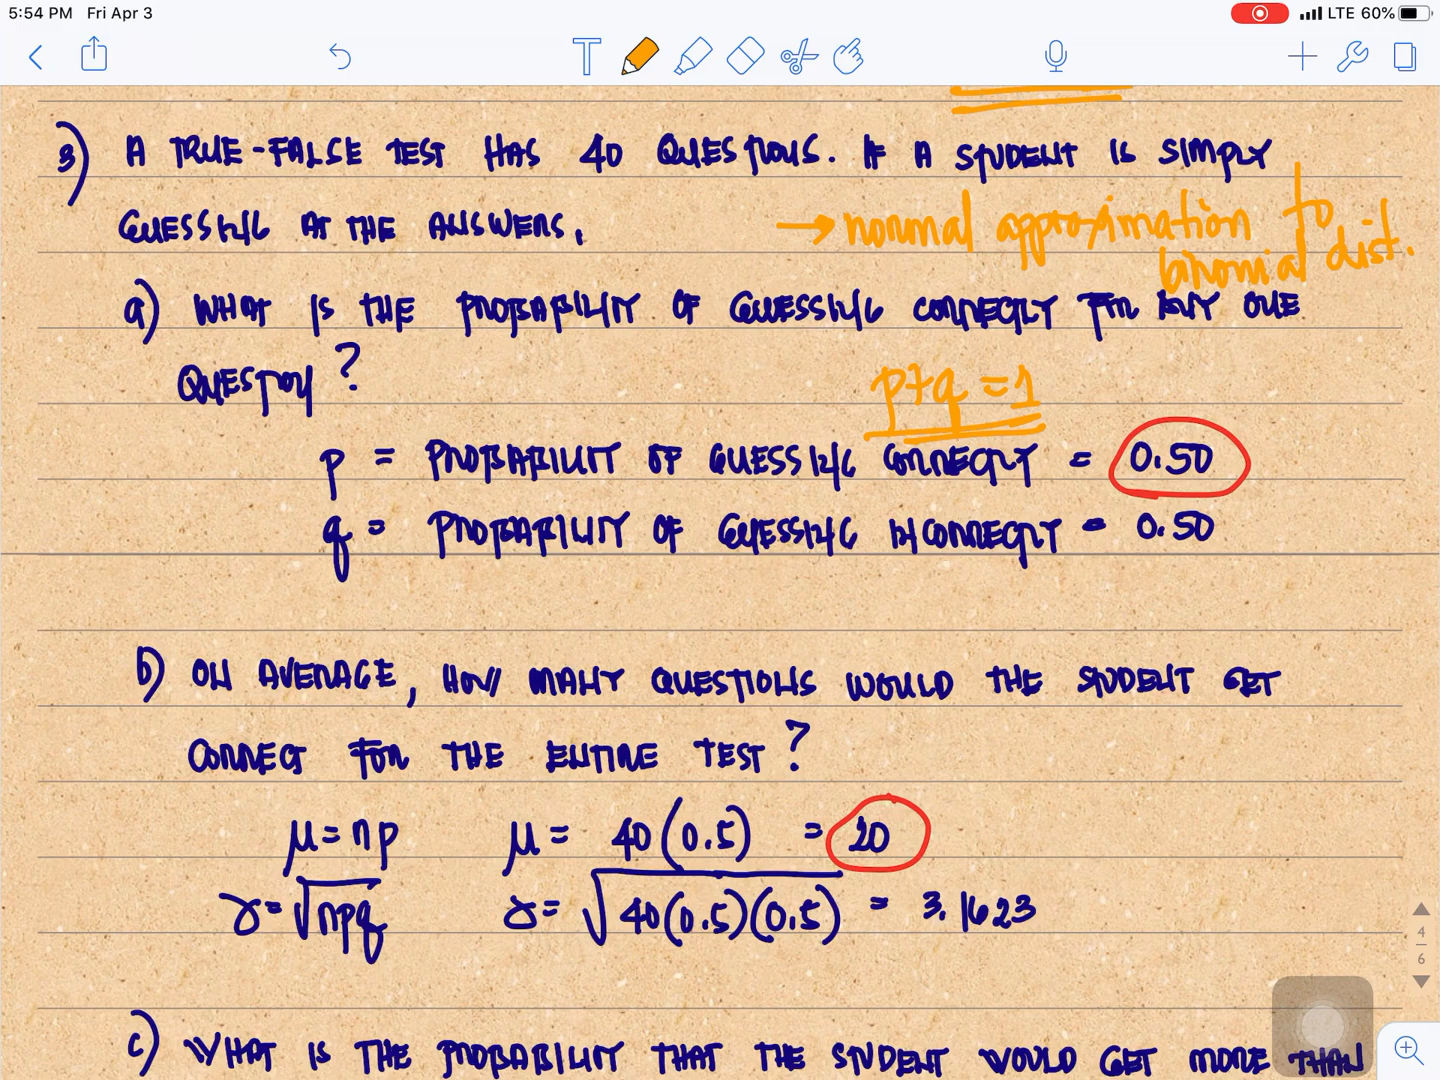 5:54 PM Fri Apr 3
LTE 60%
T
3) A TRUE-FALSE TEST HAS 40 QUESTIONS. IF A STUDENT IS SIMPLY
GUESSING AT THE ANSWERS,
→ normal approximation to
binomial dist.
a) WHAT IS THE PROBABILITY OF GUESSING CORRECTLY FOR ANY ONE
QUESTION?
p+q=1
p = PROBABILITY OF GUESSING CORRECTLY = 0.50
q = PROBABILITY OF GUESSING INCORRECTLY = 0.50
b) ON AVERAGE, HOW MANY QUESTIONS WOULD THE STUDENT GET
CORRECT FOR THE ENTIRE TEST?
μ = np μ = 40(0.5) = 20
σ = √npq σ = √40(0.5)(0.5) = 3.1623
4
6
c) WHAT IS THE PROBABILITY THAT THE STUDENT WOULD GET MORE THAN